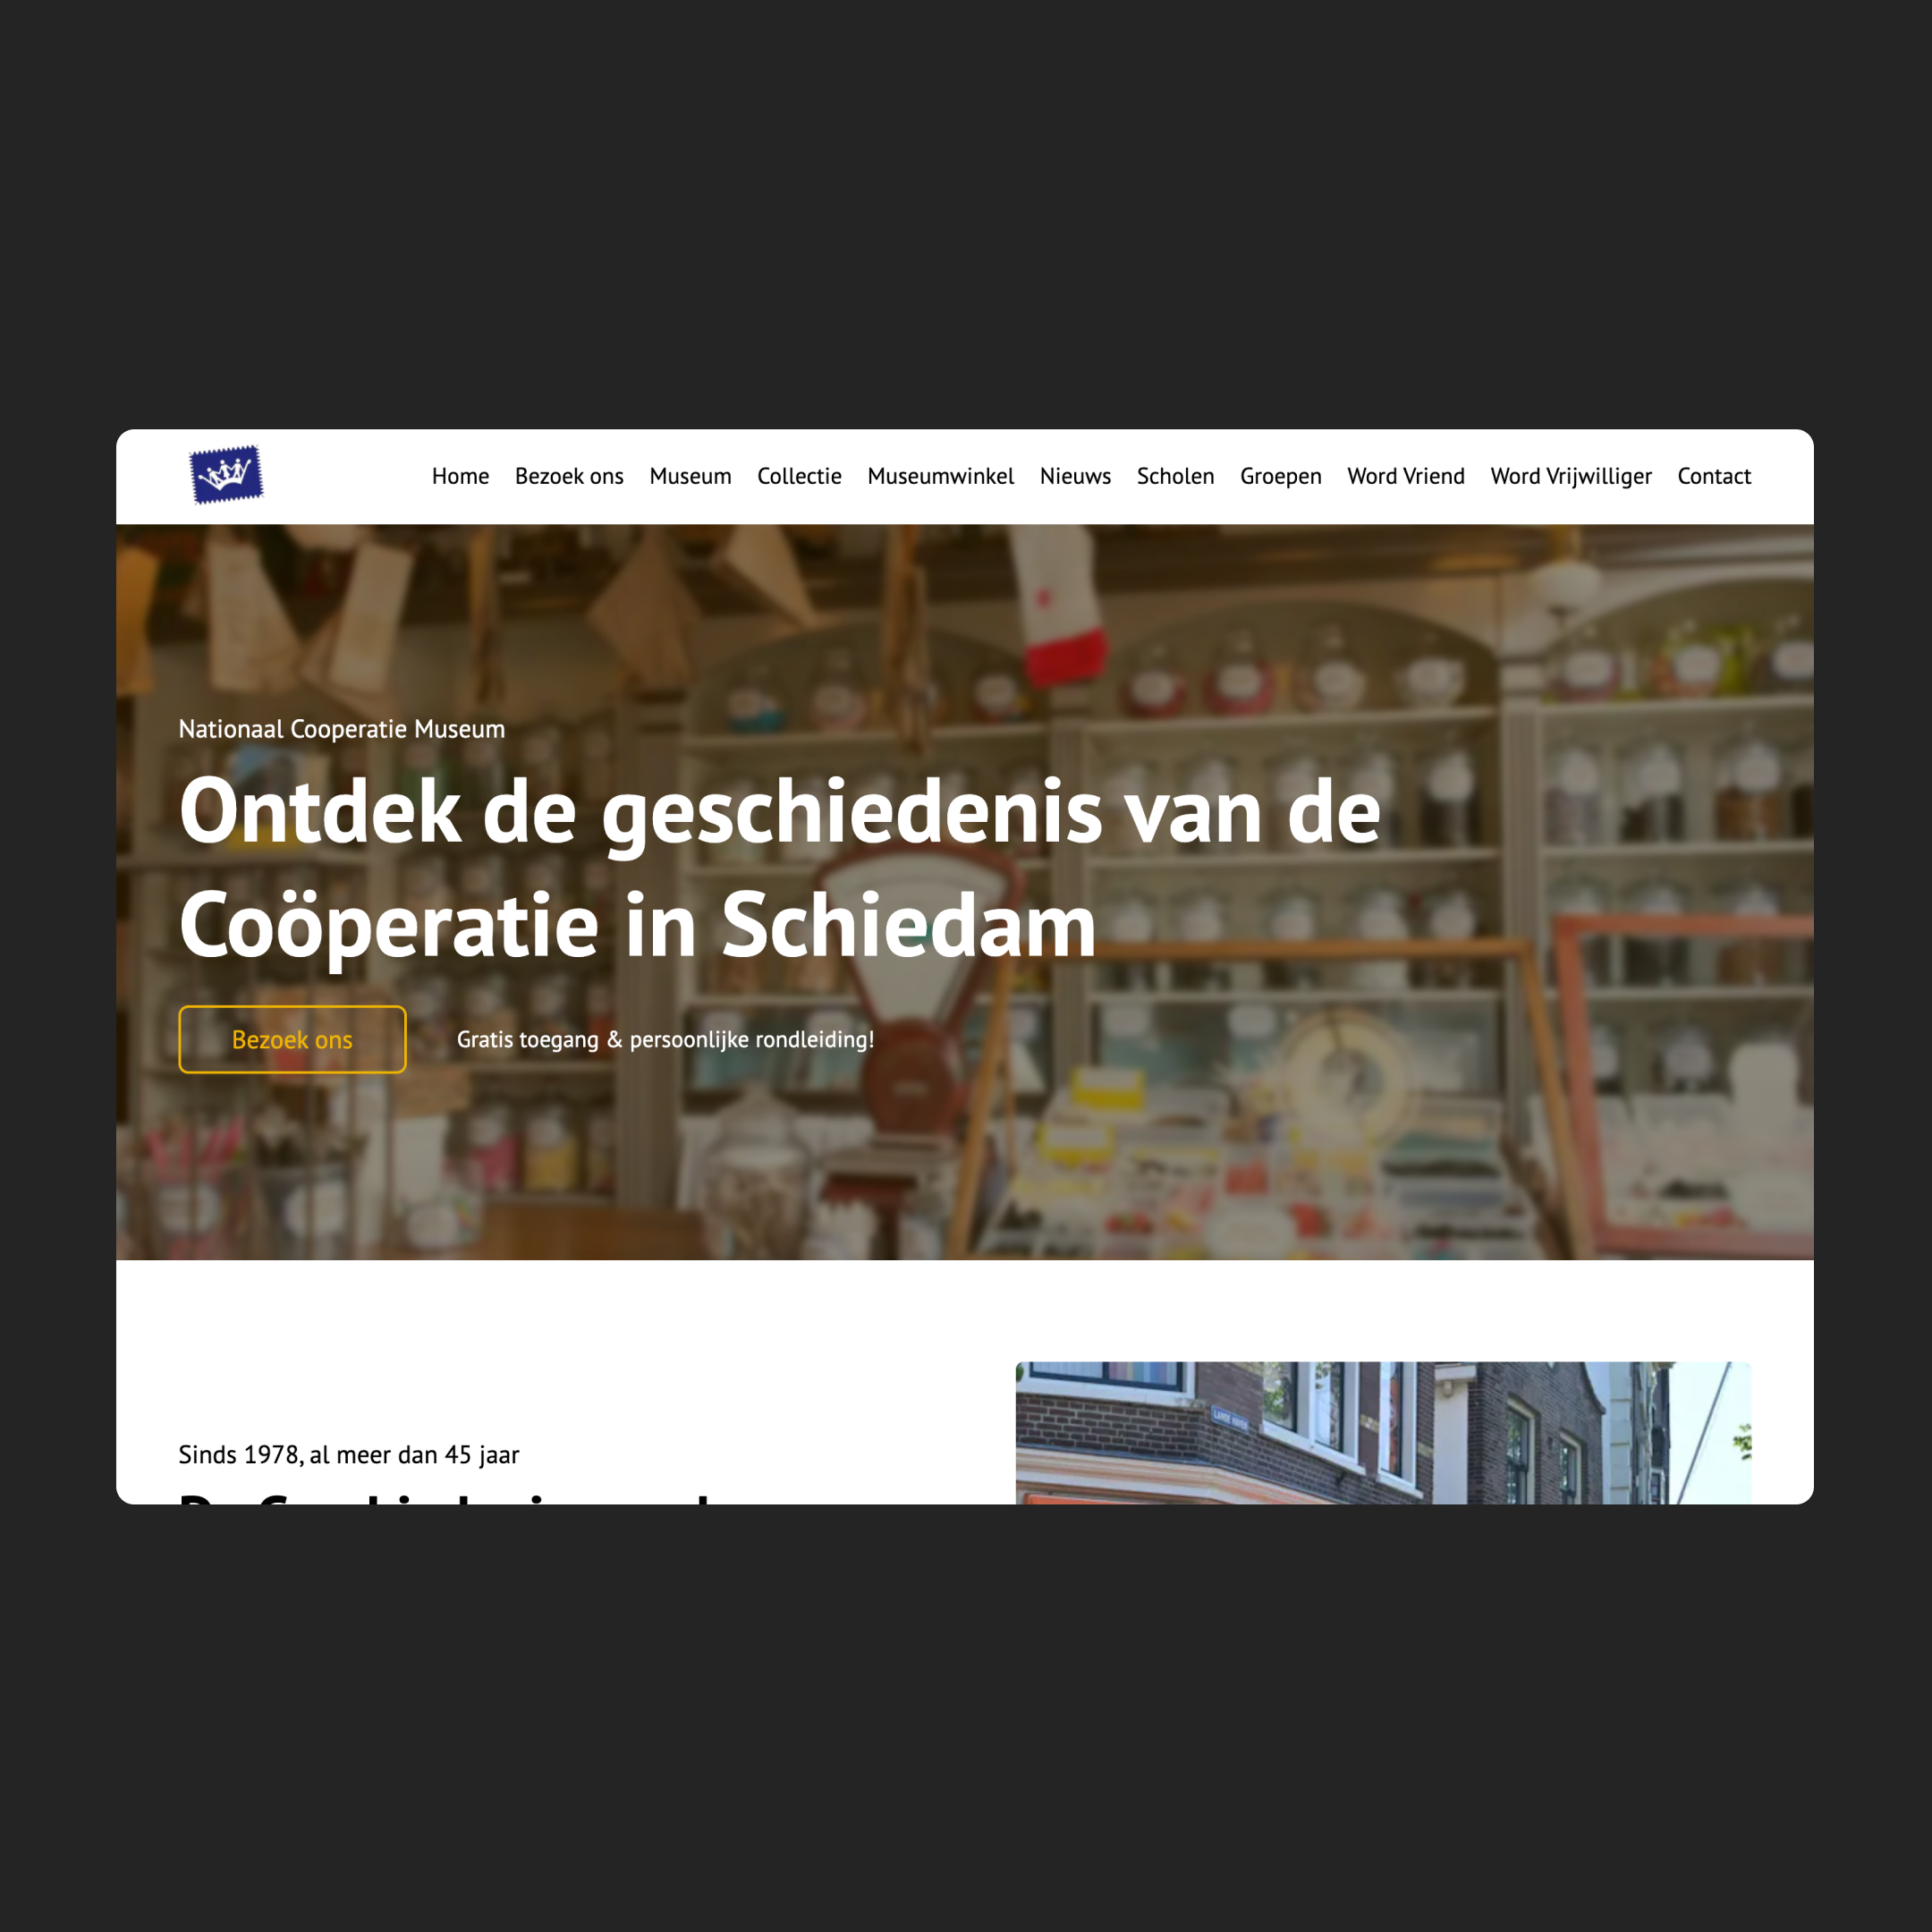 Home Bezoek ons Museum Collectie Museumwinkel Nieuws Scholen Groepen Word Vriend Word Vrijwilliger Contact
Nationaal Cooperatie Museum
Ontdek de geschiedenis van de
Coöperatie in Schiedam
Bezoek ons
Gratis toegang & persoonlijke rondleiding!
LANGE HAVEN
Sinds 1978, al meer dan 45 jaar